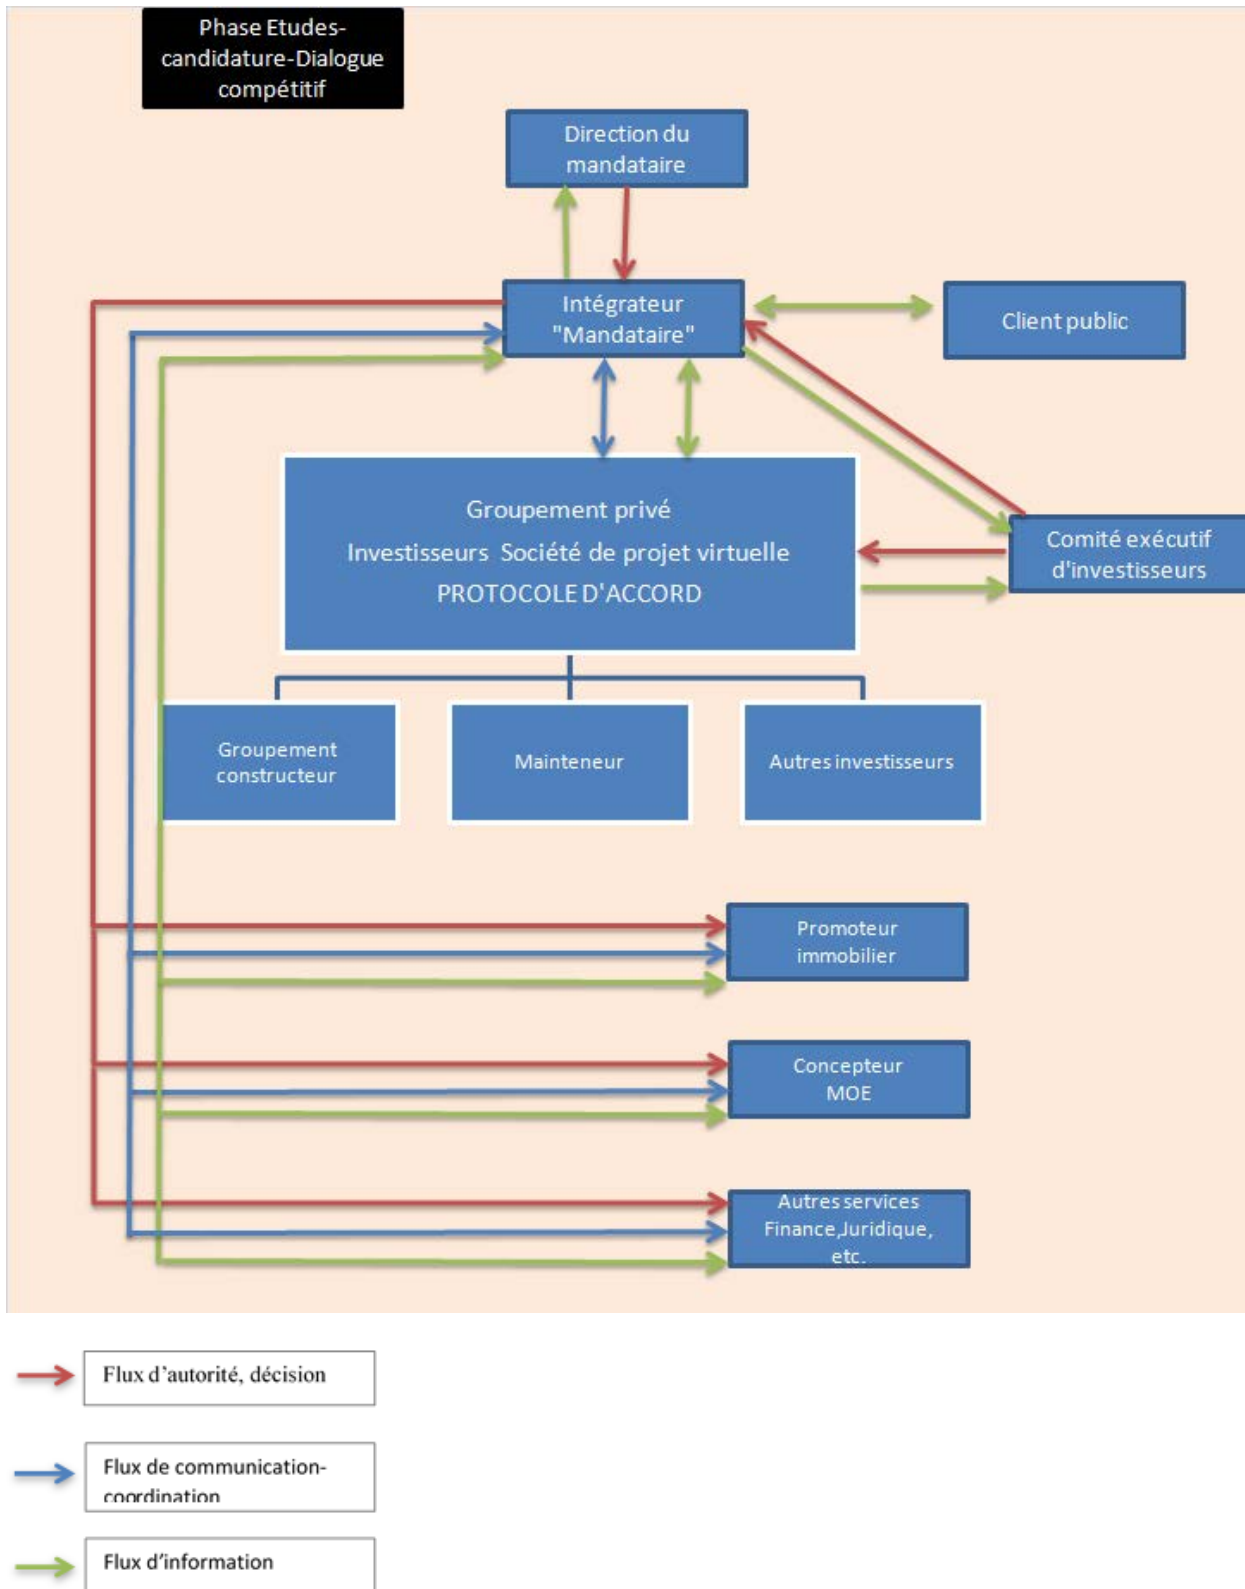 Phase Etudes-
candidature-Dialogue
compétitif
Direction du
mandataire
Intégrateur
"Mandataire"
Client public
Groupement privé
Investisseurs Société de projet virtuelle
PROTOCOLE D'ACCORD
Comité exécutif
d'investisseurs
Groupement
constructeur
Mainteneur
Autres investisseurs
Promoteur
immobilier
Concepteur
MOE
Autres services
Finance,Juridique,
etc.
Flux d’autorité, décision
Flux de communication-
coordination
Flux d’information